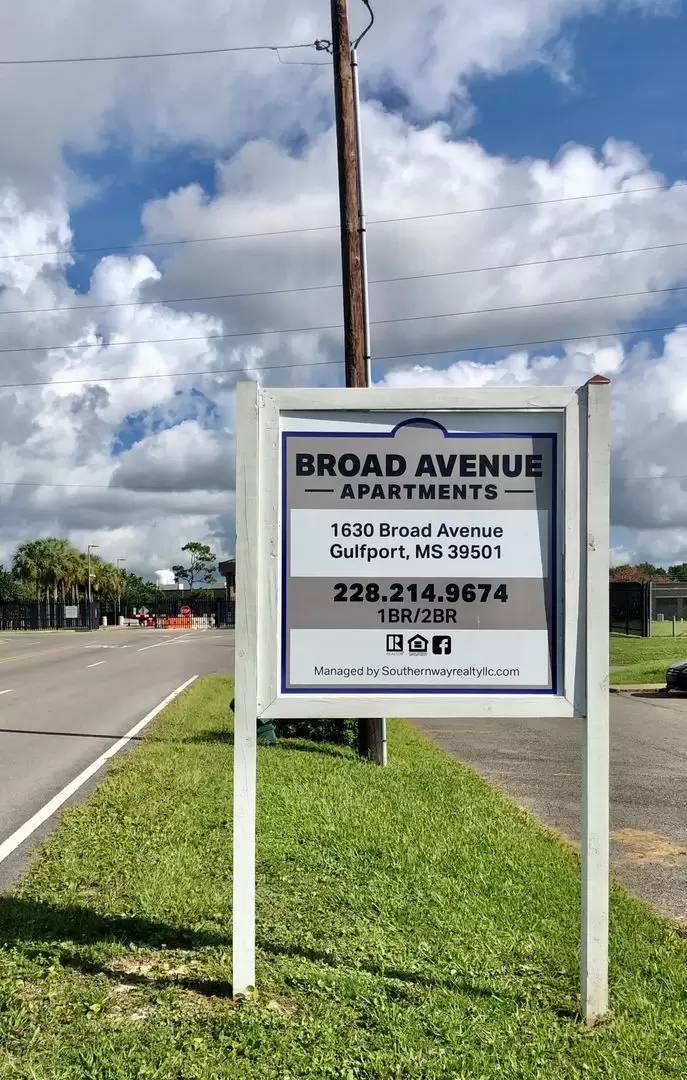 BROAD AVENUE
APARTMENTS
1630 Broad Avenue
Gulfport, MS 39501
228.214.9674
1BR/2BR
Managed by Southernwayrealtyllc.com